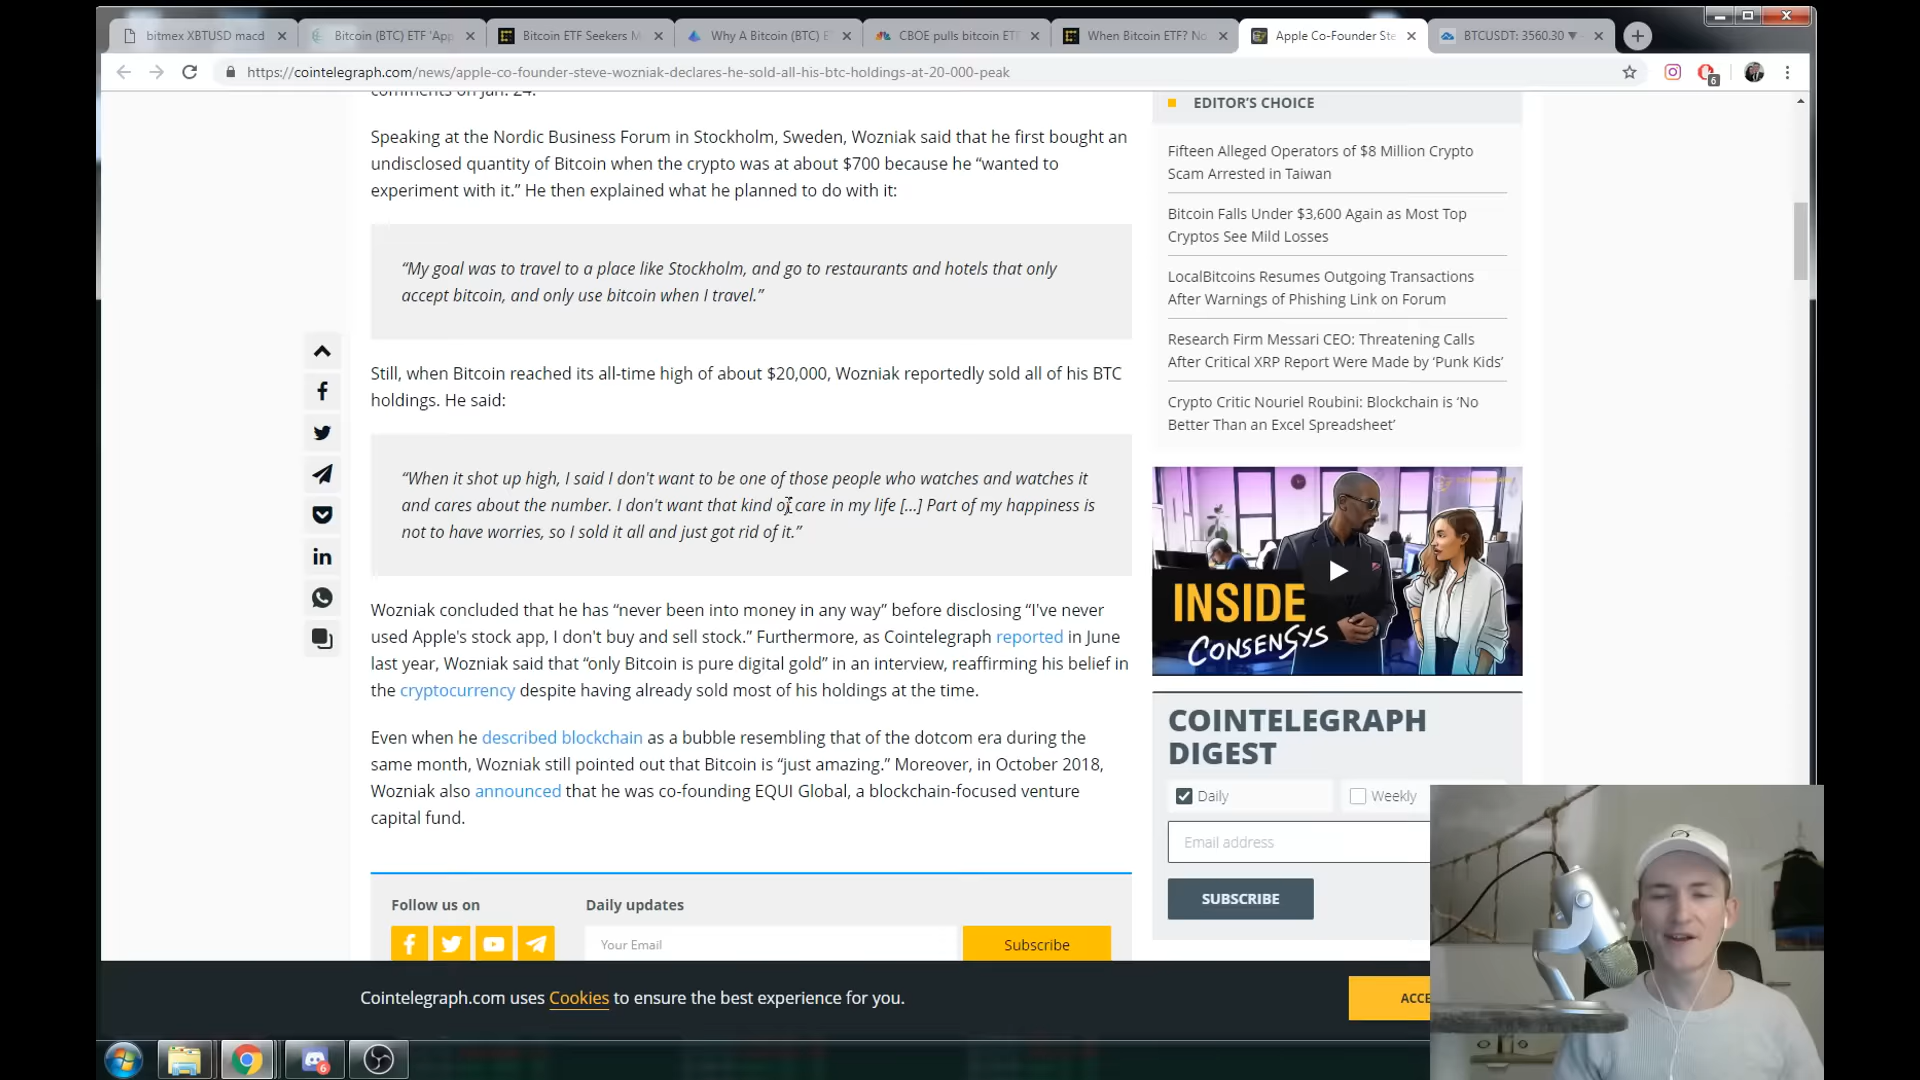 bitmex XBTUSD macd
Bitcoin (BTC) ETF 'App
Bitcoin ETF Seekers M
Why A Bitcoin (BTC) E
CBOE pulls bitcoin ETF
When Bitcoin ETF? No
Apple Co-Founder Ste
BTCUSDT: 3560.30 ▼
https://cointelegraph.com/news/apple-co-founder-steve-wozniak-declares-he-sold-all-his-btc-holdings-at-20-000-peak
6
comments on Jan. 24.
Speaking at the Nordic Business Forum in Stockholm, Sweden, Wozniak said that he first bought an
undisclosed quantity of Bitcoin when the crypto was at about $700 because he “wanted to
experiment with it.” He then explained what he planned to do with it:
“My goal was to travel to a place like Stockholm, and go to restaurants and hotels that only
accept bitcoin, and only use bitcoin when I travel.”
Still, when Bitcoin reached its all-time high of about $20,000, Wozniak reportedly sold all of his BTC
holdings. He said:
“When it shot up high, I said I don't want to be one of those people who watches and watches it
and cares about the number. I don't want that kind of care in my life [...] Part of my happiness is
not to have worries, so I sold it all and just got rid of it.”
Wozniak concluded that he has “never been into money in any way” before disclosing “I've never
used Apple's stock app, I don't buy and sell stock.” Furthermore, as Cointelegraph reported in June
last year, Wozniak said that “only Bitcoin is pure digital gold” in an interview, reaffirming his belief in
the cryptocurrency despite having already sold most of his holdings at the time.
Even when he described blockchain as a bubble resembling that of the dotcom era during the
same month, Wozniak still pointed out that Bitcoin is “just amazing.” Moreover, in October 2018,
Wozniak also announced that he was co-founding EQUI Global, a blockchain-focused venture
capital fund.
Follow us on
Daily updates
Your Email
Subscribe
EDITOR’S CHOICE
Fifteen Alleged Operators of $8 Million Crypto
Scam Arrested in Taiwan
Bitcoin Falls Under $3,600 Again as Most Top
Cryptos See Mild Losses
LocalBitcoins Resumes Outgoing Transactions
After Warnings of Phishing Link on Forum
Research Firm Messari CEO: Threatening Calls
After Critical XRP Report Were Made by ‘Punk Kids’
Crypto Critic Nouriel Roubini: Blockchain is ‘No
Better Than an Excel Spreadsheet’
INSIDE
CONSENSYS
COINTELEGRAPH
DIGEST
Daily
Weekly
Email address
SUBSCRIBE
Cointelegraph.com uses Cookies to ensure the best experience for you.
ACCE
6